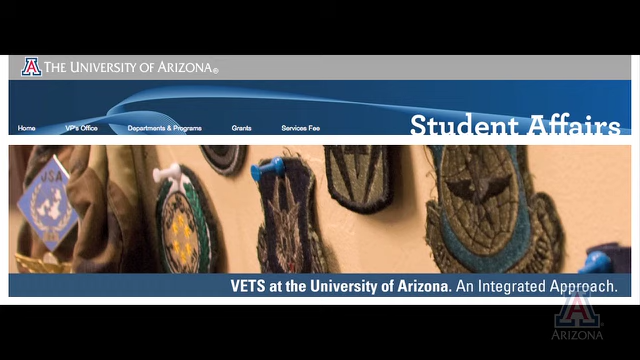 THE UNIVERSITY OF ARIZONA®
Home VP's Office Departments & Programs Grants Services Fee
Student Affairs
USA
VETS at the University of Arizona. An Integrated Approach.
A
ARIZONA